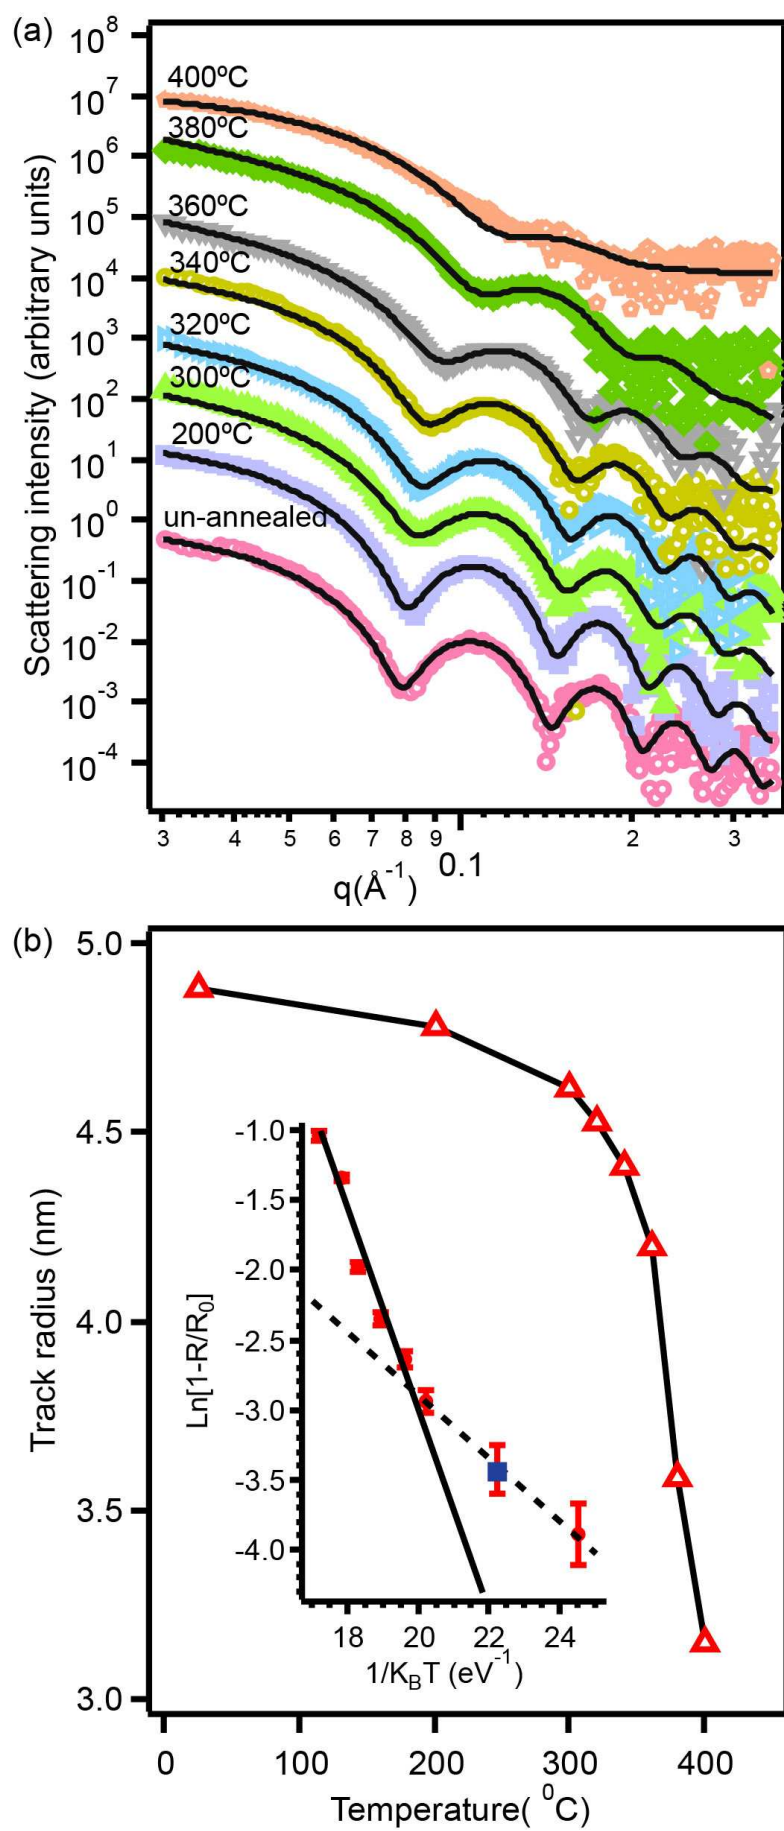 (a)
10^8
10^7
10^6
10^5
10^4
10^3
10^2
10^1
10^0
10^-1
10^-2
10^-3
10^-4
Scattering intensity (arbitrary units)
400ºC
380ºC
360ºC
340ºC
320ºC
300ºC
200ºC
un-annealed
3 4 5 6 7 8 9 0.1 2 3
q(Å^-1)
(b)
5.0
4.5
4.0
3.5
3.0
Track radius (nm)
-1.0
-1.5
-2.0
-2.5
-3.0
-3.5
-4.0
Ln[1-R/R_0]
18 20 22 24
1/K_BT (eV^-1)
0 100 200 300 400
Temperature( ^0C)